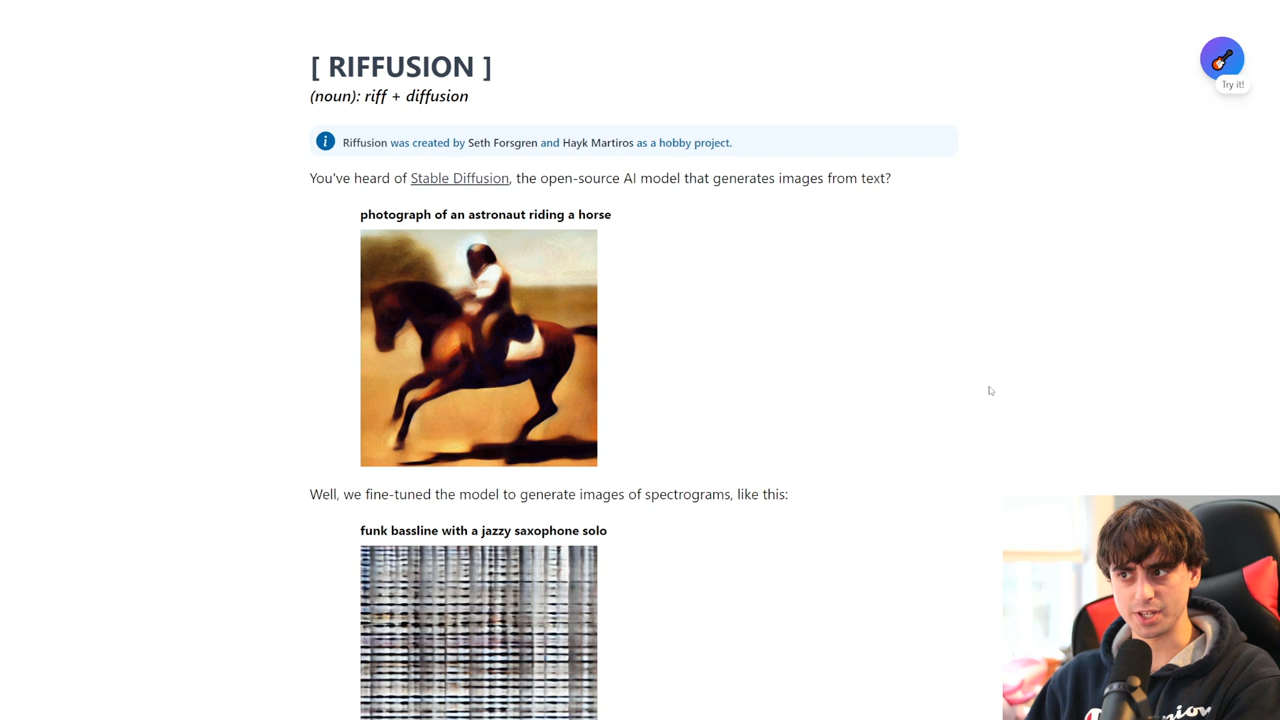 [ RIFFUSION ]
(noun): riff + diffusion
Try it!
Riffusion was created by Seth Forsgren and Hayk Martiros as a hobby project.
You've heard of Stable Diffusion, the open-source AI model that generates images from text?
photograph of an astronaut riding a horse
Well, we fine-tuned the model to generate images of spectrograms, like this:
funk bassline with a jazzy saxophone solo